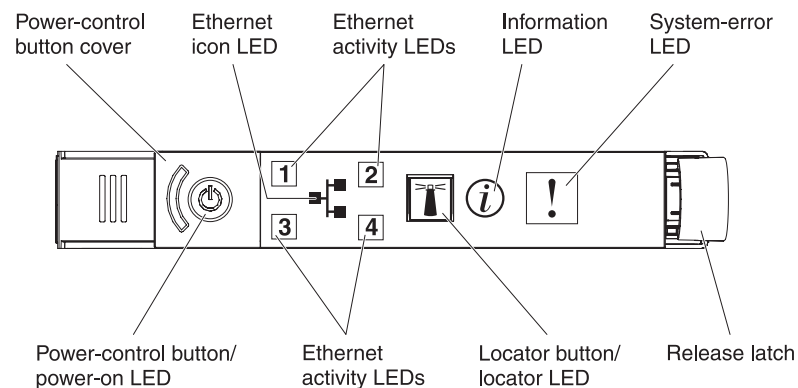 Power-control
button cover
Ethernet
icon LED
Ethernet
activity LEDs
Information
LED
System-error
LED
1
2
i
!
3
4
Power-control button/
power-on LED
Ethernet
activity LEDs
Locator button/
locator LED
Release latch